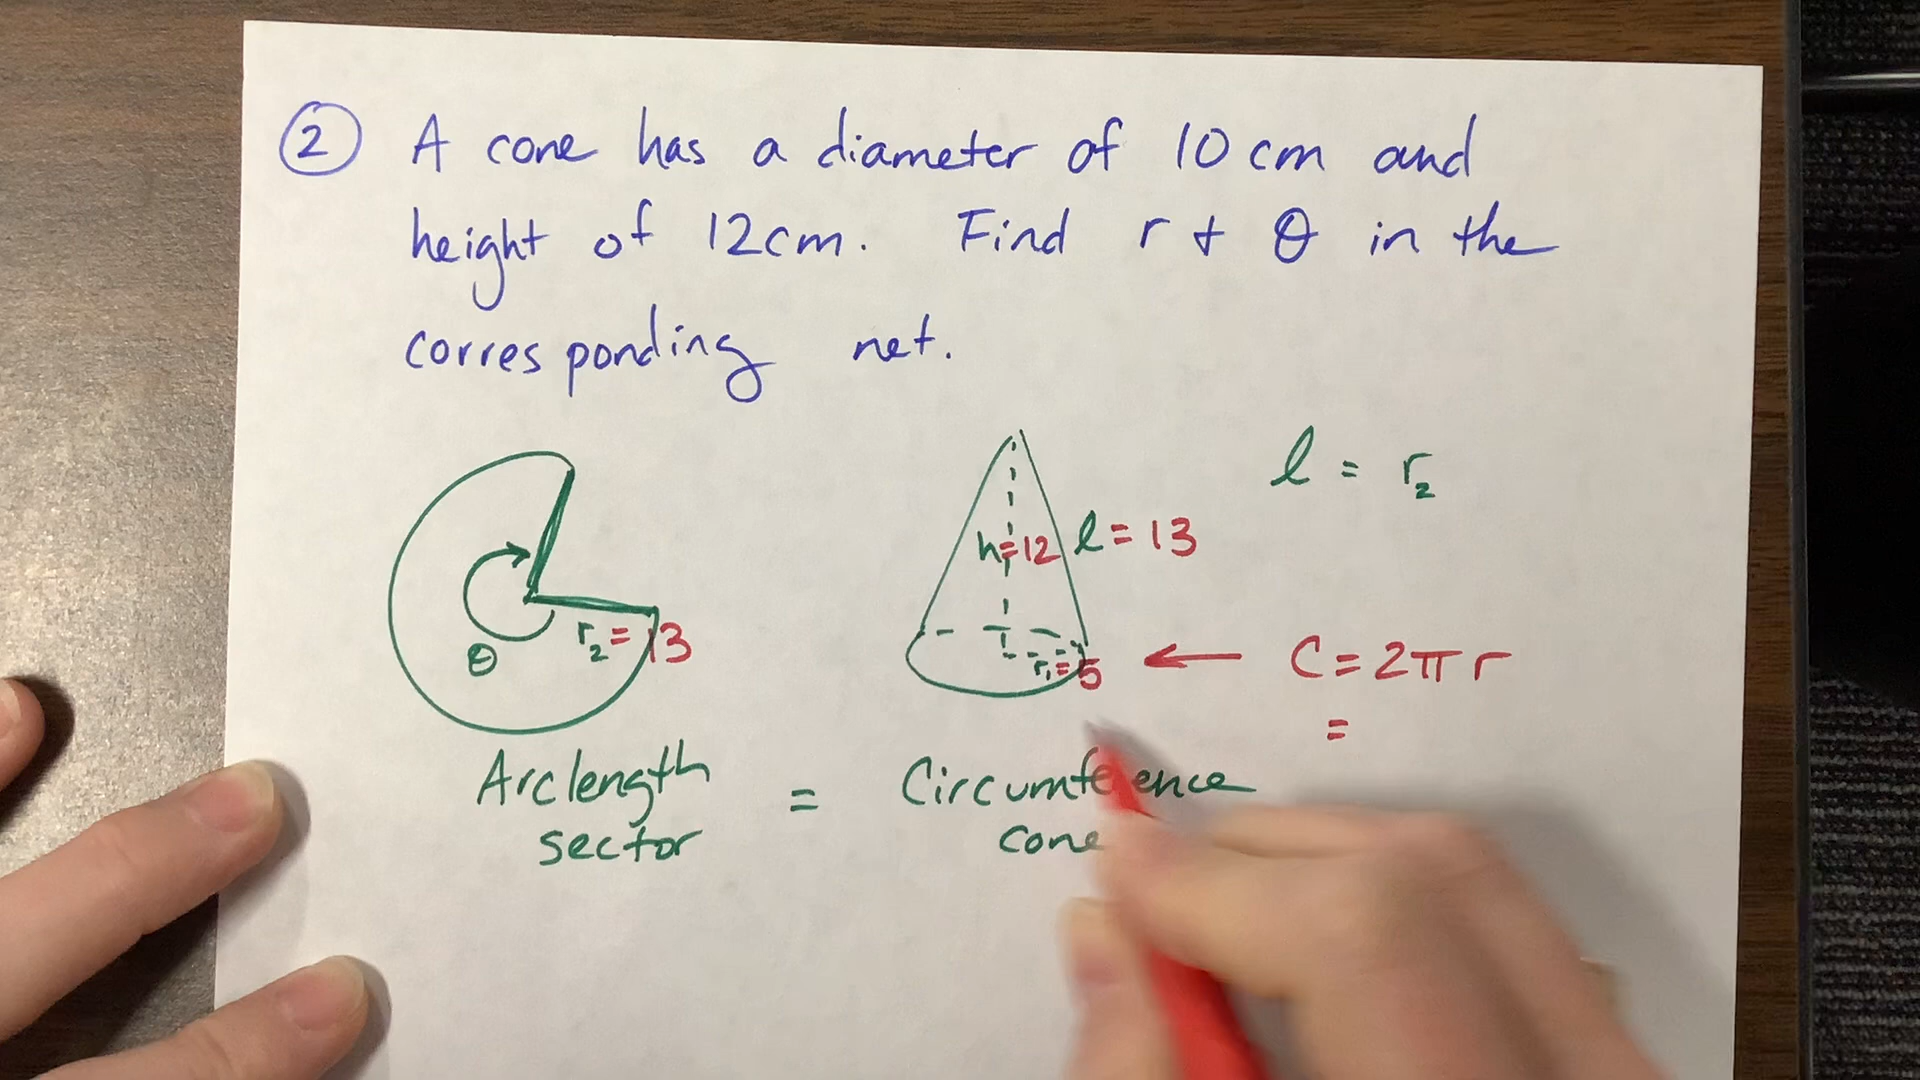 ② A cone has a diameter of 10 cm and
height of 12cm. Find r + θ in the
corresponding net.
l = r₂
h=12 l = 13
θ r₂ = 13
r₁=5 ← C = 2πr
=
Arclength = Circumference
sector cone